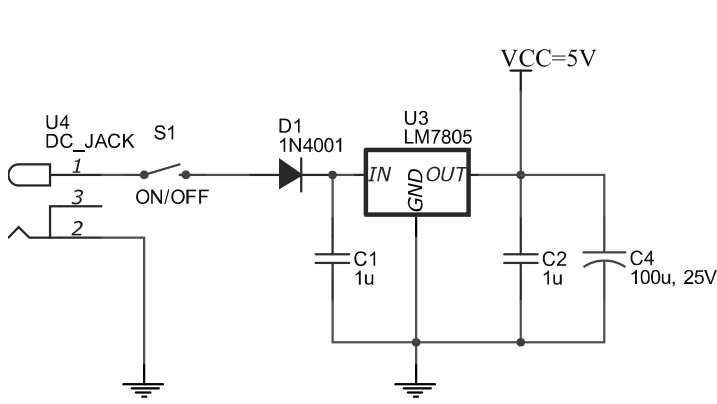 VCC=5V
U4
DC_JACK
S1
D1
1N4001
U3
LM7805
1
ON/OFF
IN
OUT
GND
3
2
C1
1u
C2
1u
C4
100u, 25V